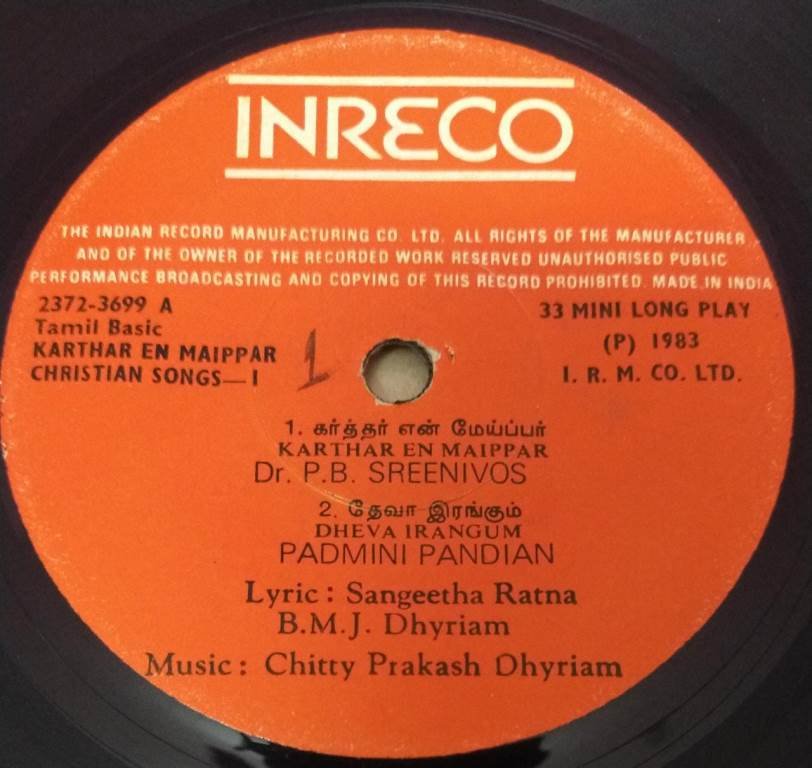 INRECO
THE INDIAN RECORD MANUFACTURING CO. LTD. ALL RIGHTS OF THE MANUFACTURER
AND OF THE OWNER OF THE RECORDED WORK RESERVED UNAUTHORISED PUBLIC
PERFORMANCE BROADCASTING AND COPYING OF THIS RECORD PROHIBITED. MADE IN INDIA
2372-3699 A
Tamil Basic
KARTHAR EN MAIPPAR
CHRISTIAN SONGS—I
1
33 MINI LONG PLAY
(P) 1983
I. R. M. CO. LTD.
1. கர்த்தர் என் மேய்ப்பர்
KARTHAR EN MAIPPAR
Dr. P.B. SREENIVOS
2. தேவா இரங்கும்
DHEVA IRANGUM
PADMINI PANDIAN
Lyric : Sangeetha Ratna
B.M.J. Dhyriam
Music : Chitty Prakash Dhyriam